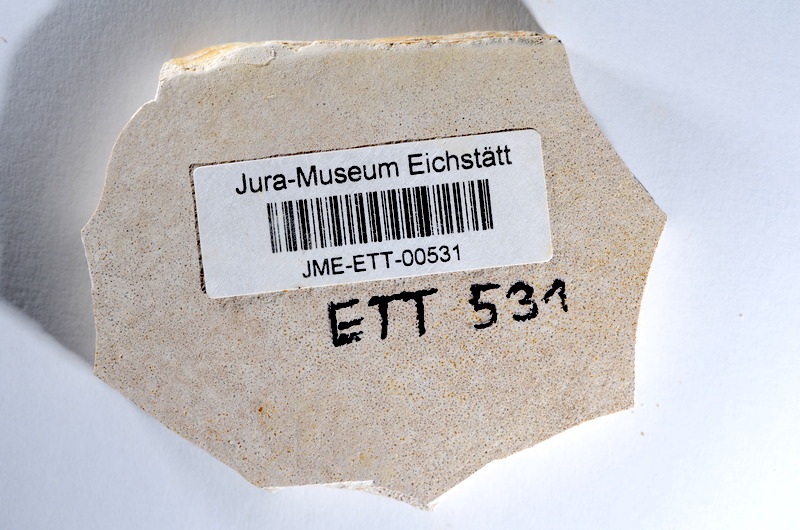 Jura-Museum Eichstätt
JME-ETT-00531
ETT 531